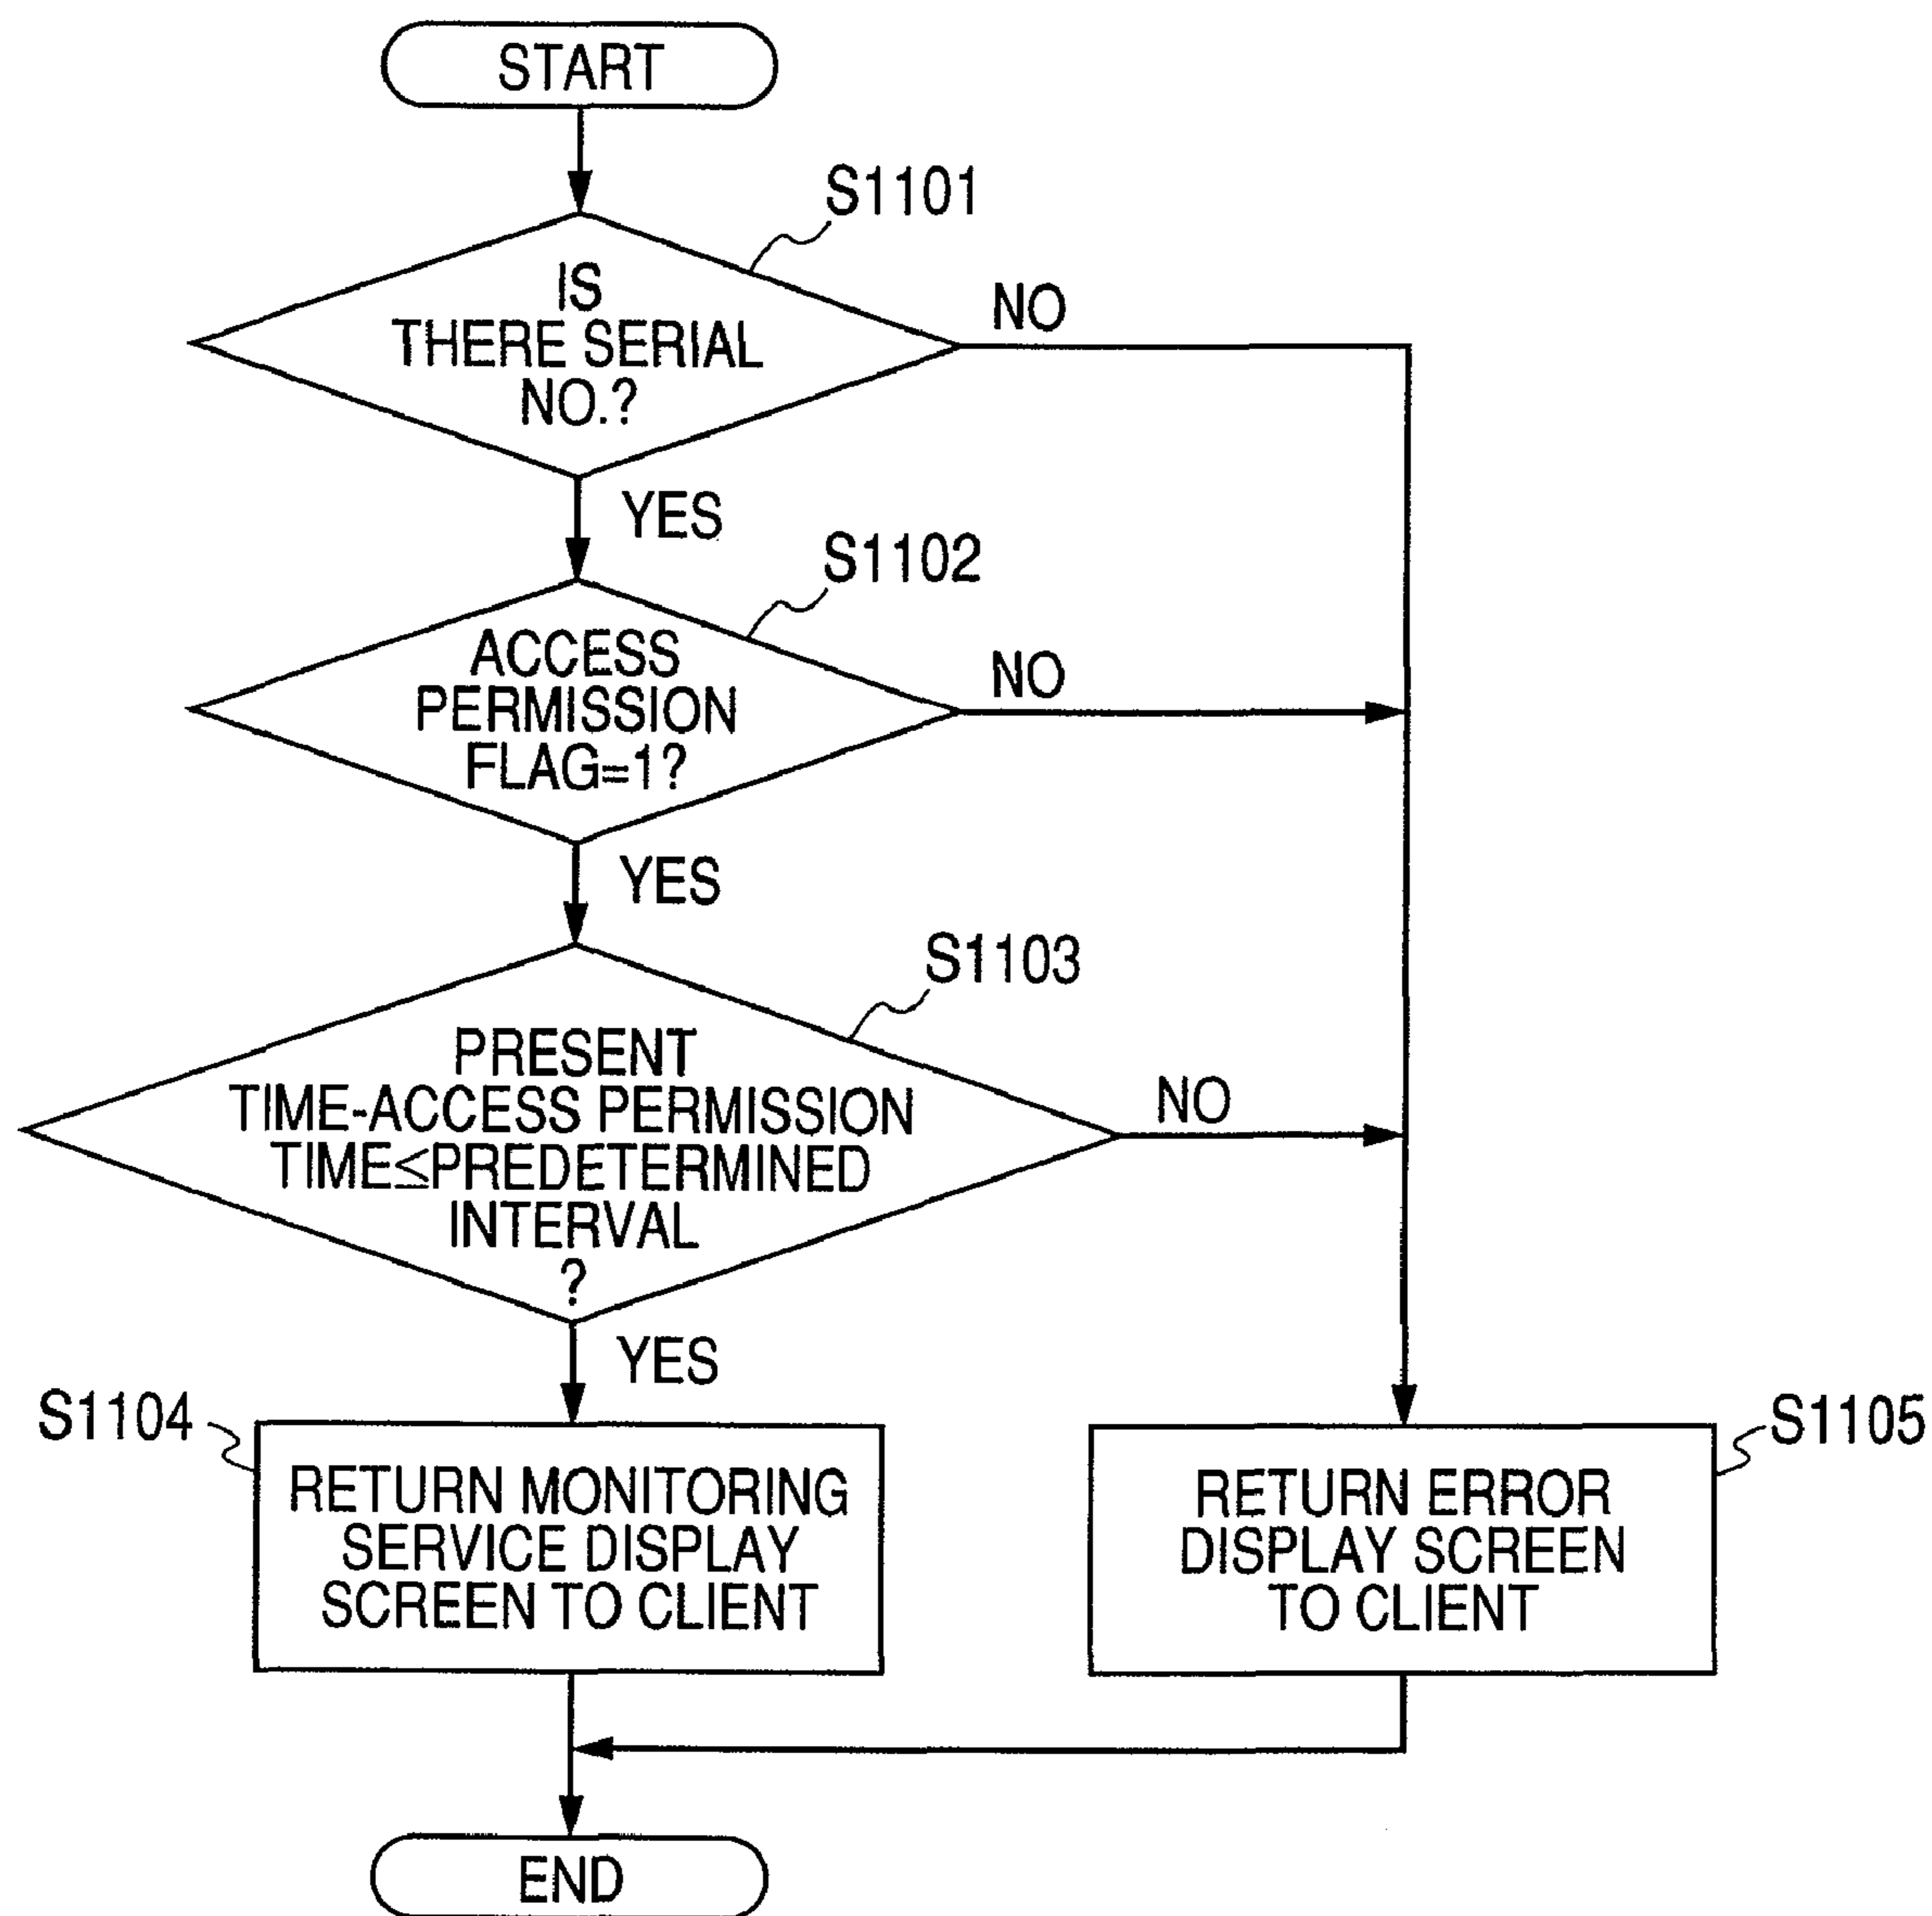 START
S1101
IS
THERE SERIAL
NO.?
NO
YES
S1102
ACCESS
PERMISSION
FLAG=1?
NO
YES
S1103
PRESENT
TIME-ACCESS PERMISSION
TIME≤PREDETERMINED
INTERVAL
?
NO
YES
S1104
RETURN MONITORING
SERVICE DISPLAY
SCREEN TO CLIENT
S1105
RETURN ERROR
DISPLAY SCREEN
TO CLIENT
END